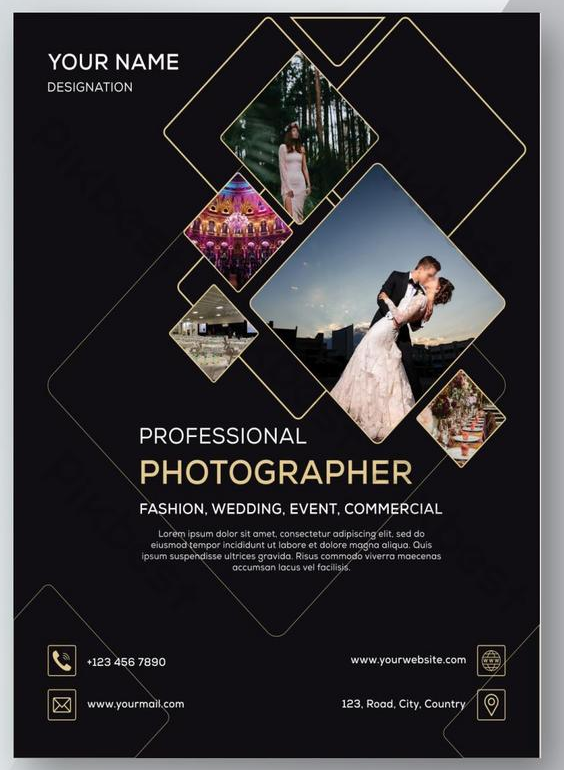 YOUR NAME
DESIGNATION
PROFESSIONAL
PHOTOGRAPHER
FASHION, WEDDING, EVENT, COMMERCIAL
Lorem ipsum dolor sit amet, consectetur adipiscing elit, sed do
eiusmod tempor incididunt ut labore et dolore magna aliqua. Quis
ipsum suspendisse ultrices gravida. Risus commodo viverra maecenas
accumsan lacus vel facilisis.
+123 456 7890
www.yourwebsite.com
WWW
www.yourmail.com
123, Road, City, Country